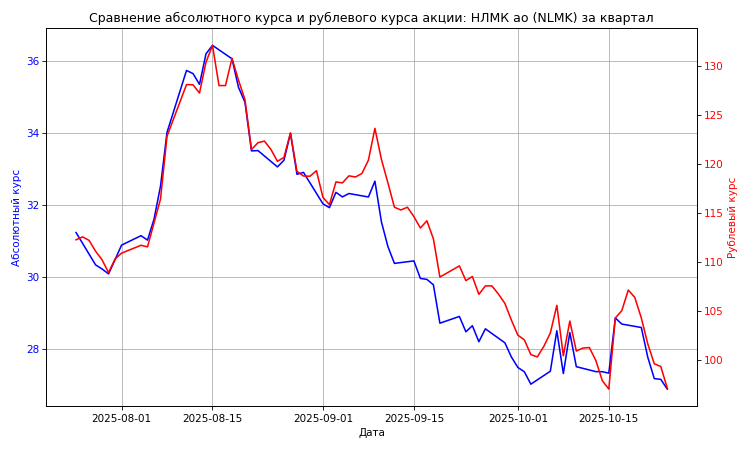 Сравнение абсолютного курса и рублевого курса акции: НЛМК ао (NLMK) за квартал
36
34
32
30
28
Абсолютный курс
130
125
120
115
110
105
100
Рублевый курс
2025-08-01 2025-08-15 2025-09-01 2025-09-15 2025-10-01 2025-10-15
Дата